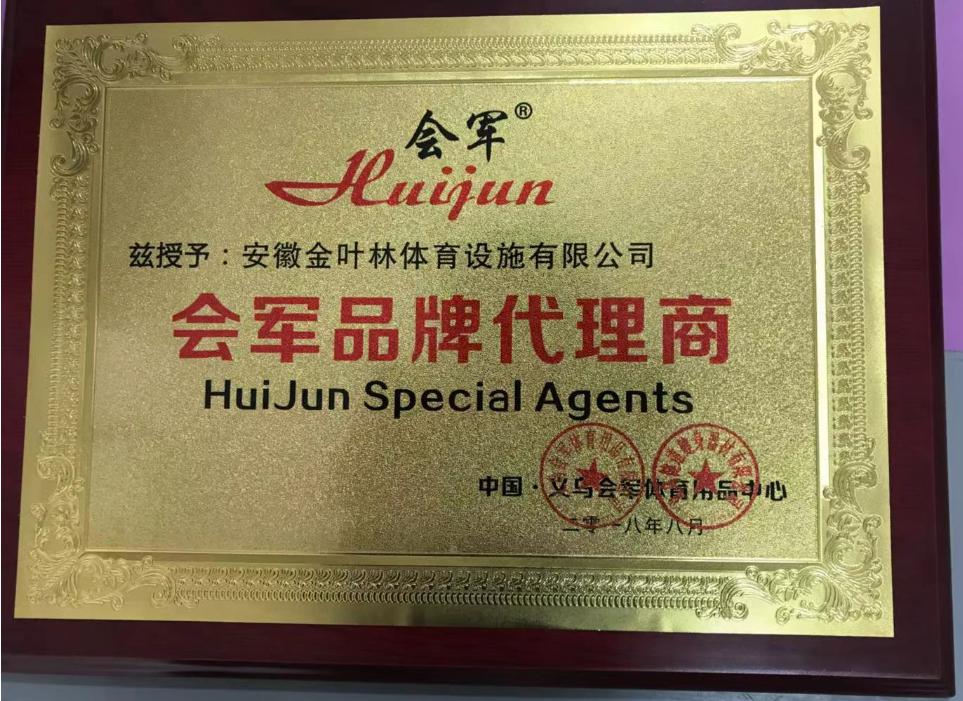 会军®
Huijun
兹授予：安徽金叶林体育设施有限公司
会军品牌代理商
HuiJun Special Agents
中国·义乌会军体育用品中心
二零一八年八月